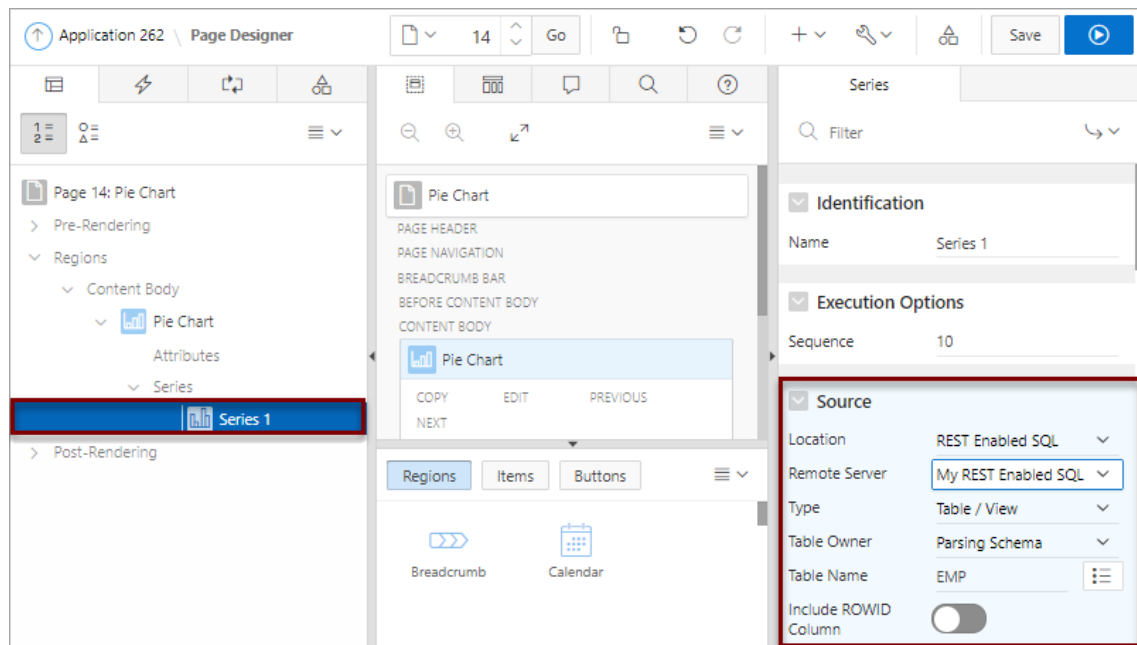 Application 262 \ Page Designer
14
Go
Save
Page 14: Pie Chart
Pre-Rendering
Regions
Content Body
Pie Chart
Attributes
Series
Series 1
Post-Rendering
Pie Chart
PAGE HEADER
PAGE NAVIGATION
BREADCRUMB BAR
BEFORE CONTENT BODY
CONTENT BODY
Pie Chart
COPY EDIT PREVIOUS
NEXT
Regions Items Buttons
Breadcrumb Calendar
Series
Filter
Identification
Name Series 1
Execution Options
Sequence 10
Source
Location REST Enabled SQL
Remote Server My REST Enabled SQL
Type Table / View
Table Owner Parsing Schema
Table Name EMP
Include ROWID
Column